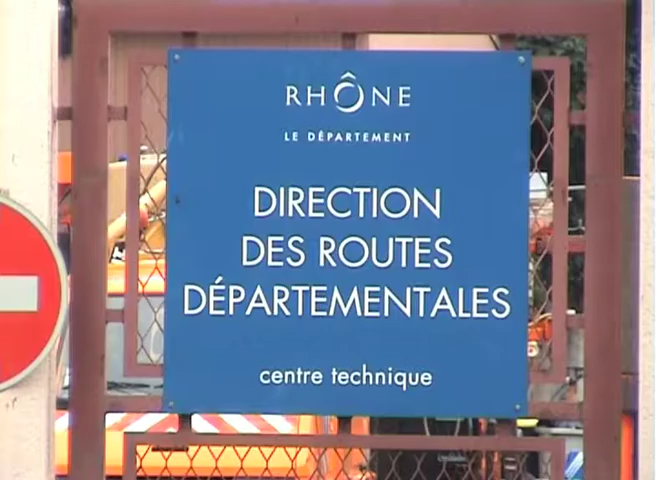 RHÔNE
LE DÉPARTEMENT
DIRECTION
DES ROUTES
DÉPARTEMENTALES
centre technique